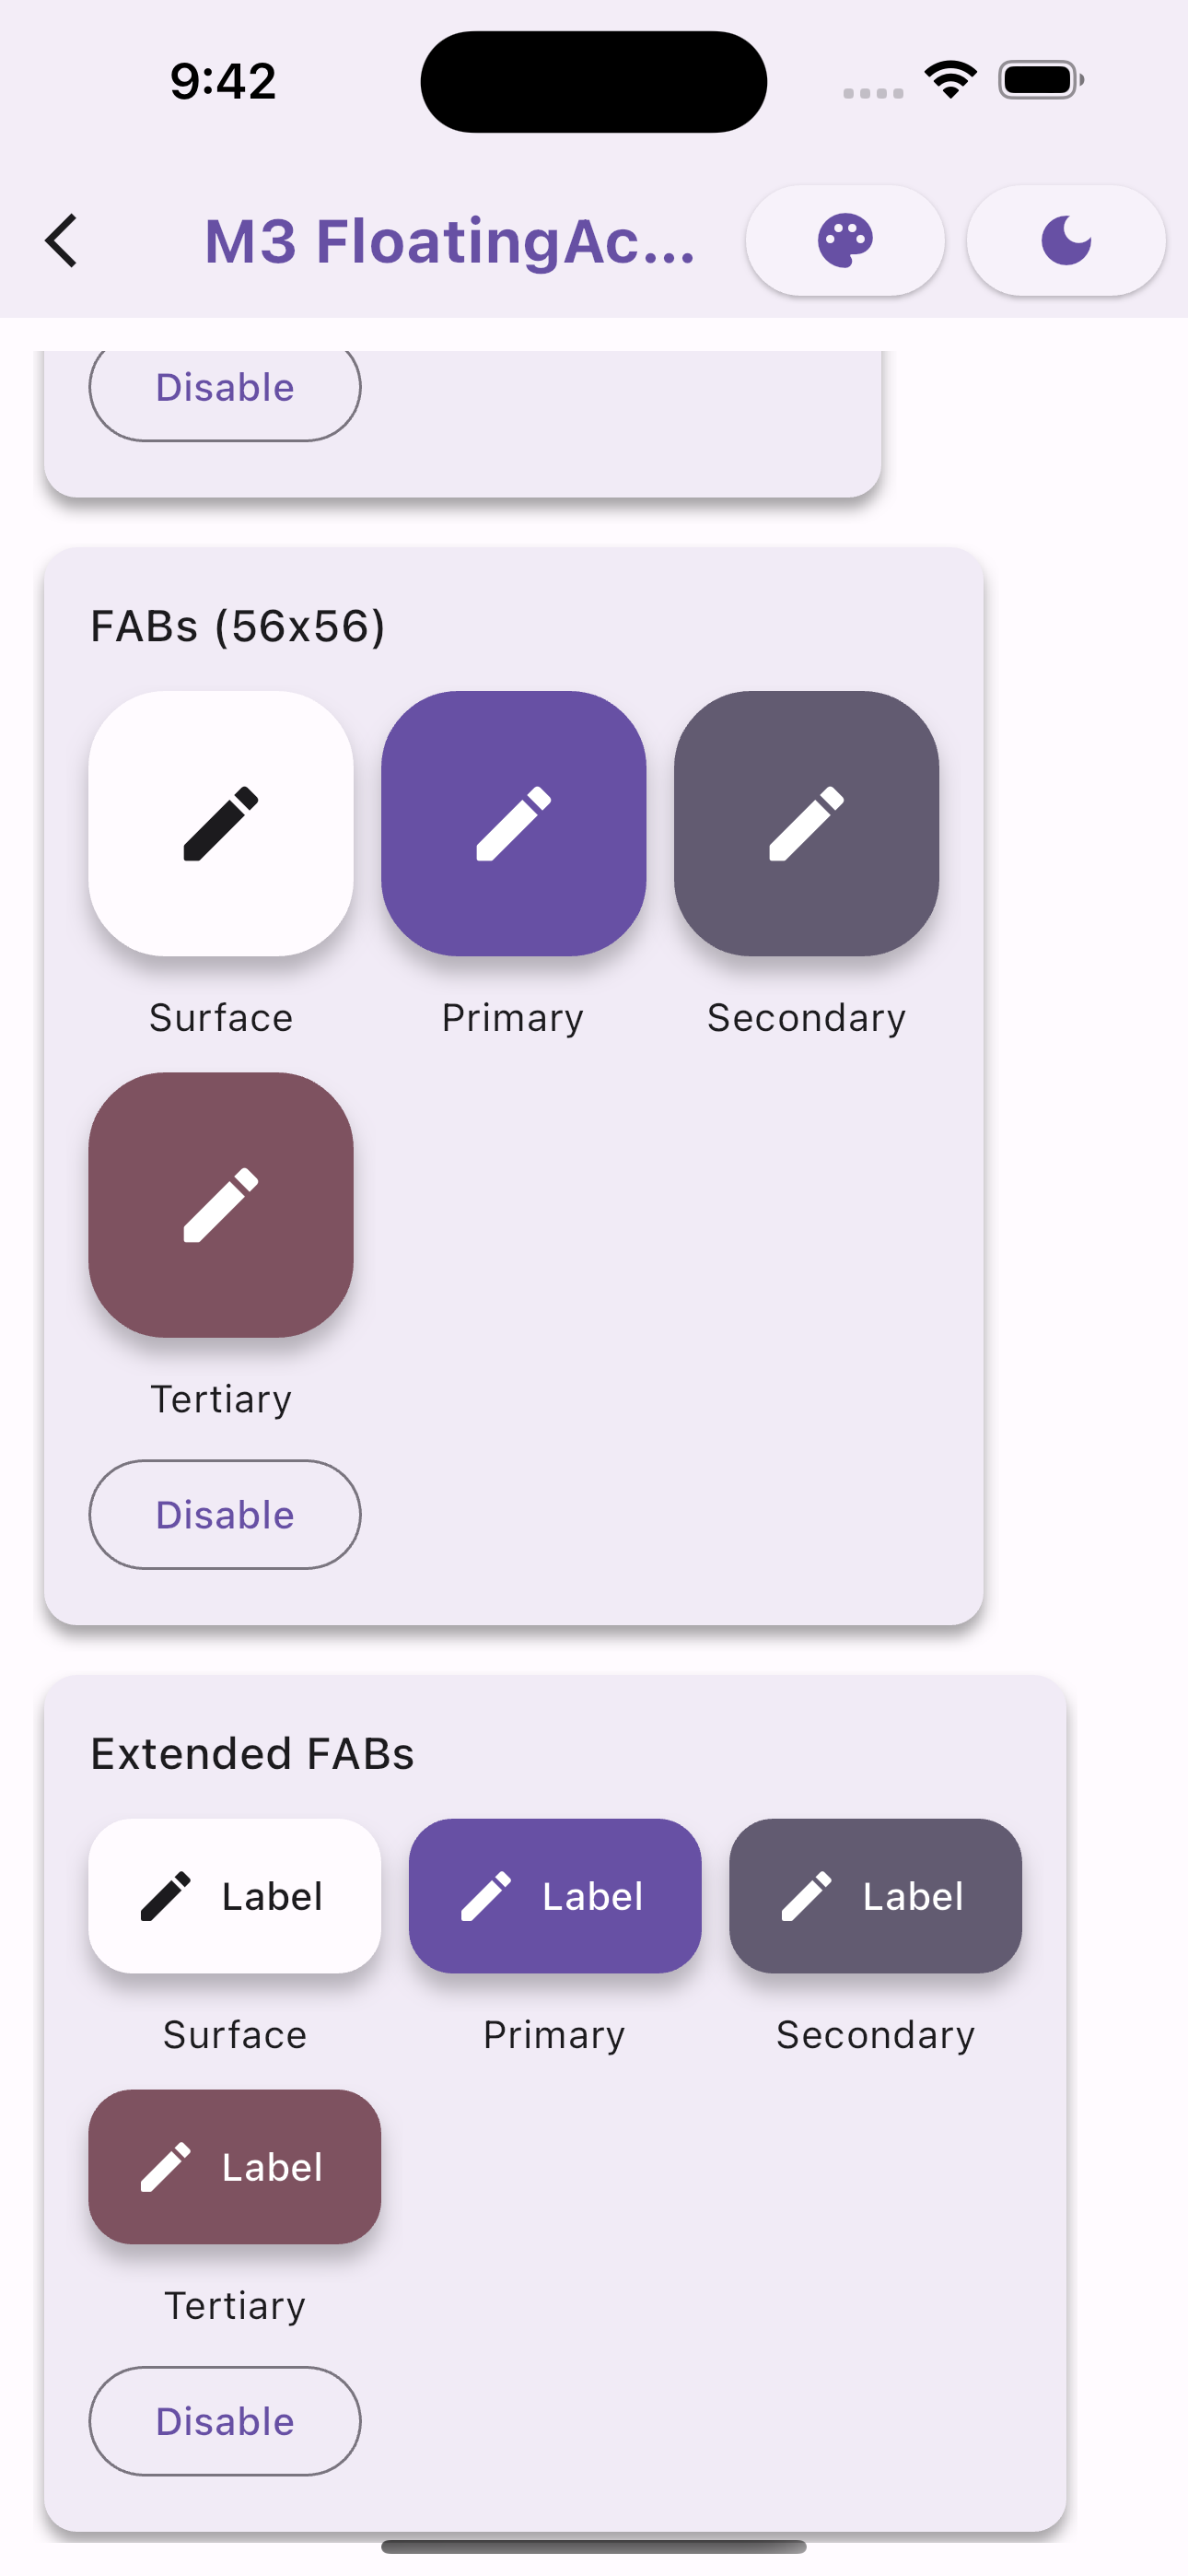 9:42
M3 FloatingAc...
Disable
FABs (56x56)
Surface
Primary
Secondary
Tertiary
Disable
Extended FABs
Label
Label
Label
Surface
Primary
Secondary
Label
Tertiary
Disable